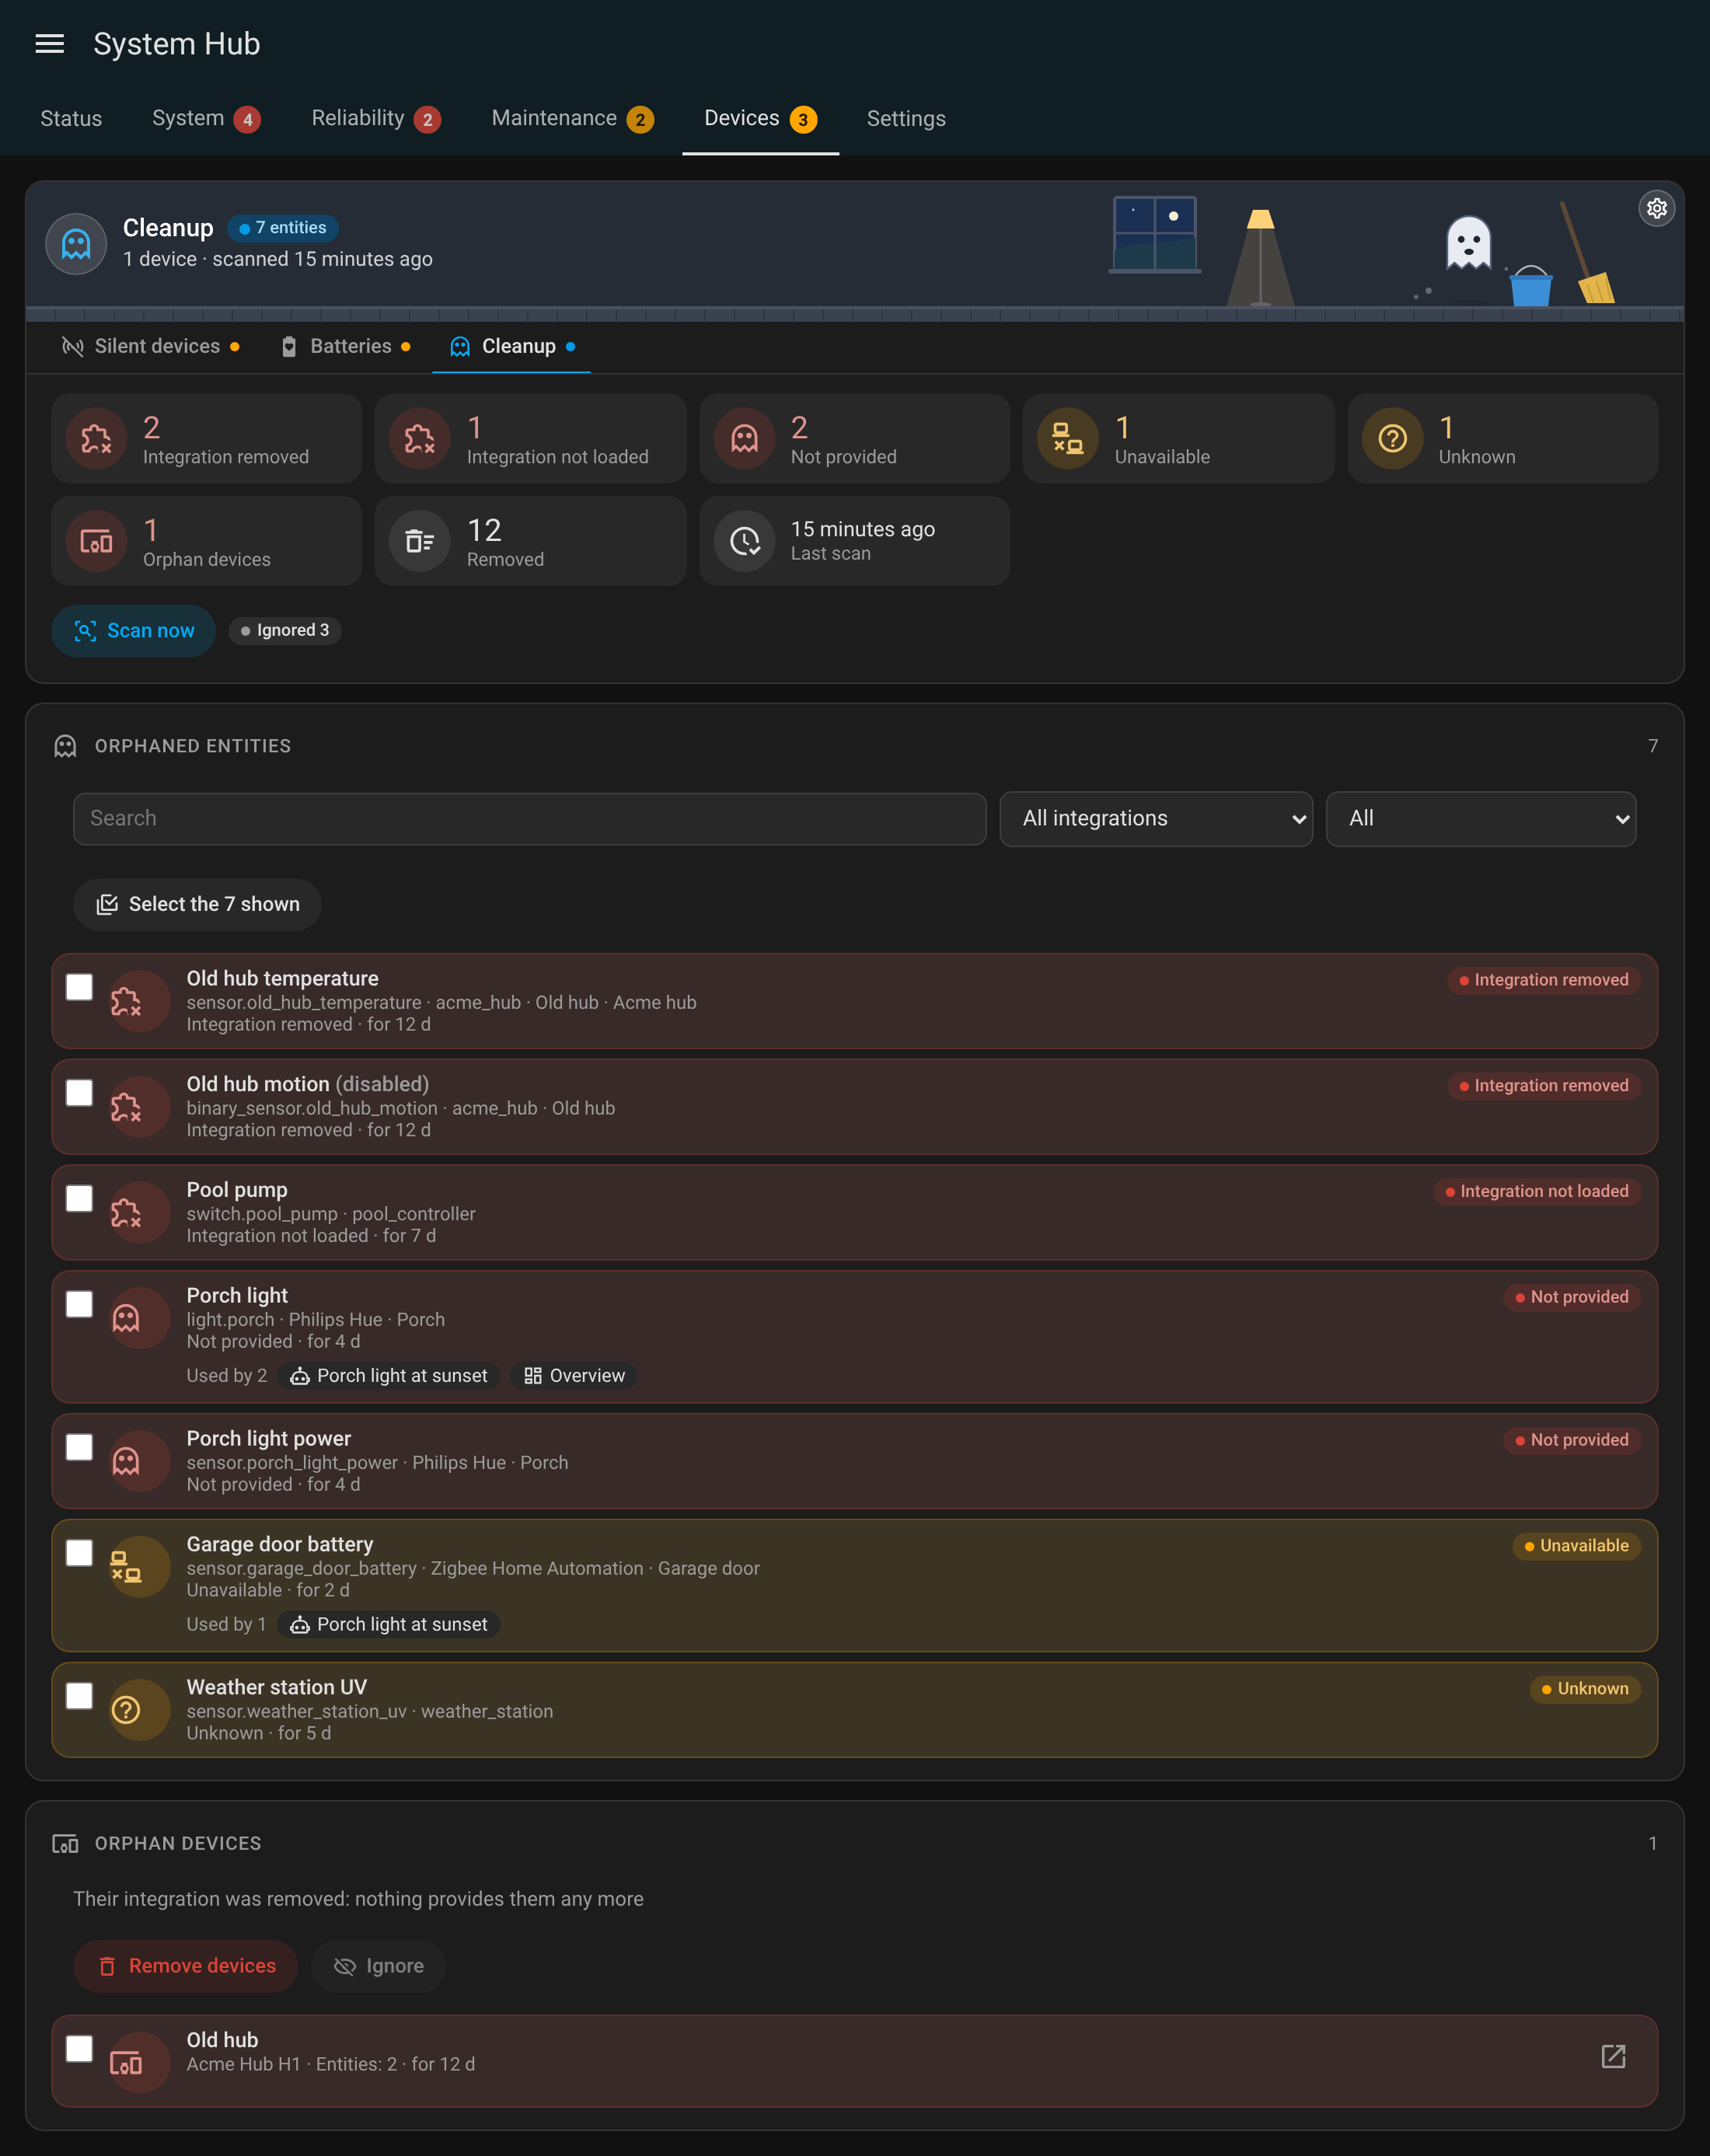 System Hub
Status
System 4
Reliability 2
Maintenance 2
Devices 3
Settings
Cleanup
7 entities
1 device · scanned 15 minutes ago
Silent devices
Batteries
Cleanup
2
Integration removed
1
Integration not loaded
2
Not provided
1
Unavailable
1
Unknown
1
Orphan devices
12
Removed
15 minutes ago
Last scan
Scan now
Ignored 3
ORPHANED ENTITIES
7
Search
All integrations
All
Select the 7 shown
Old hub temperature
Integration removed
sensor.old_hub_temperature · acme_hub · Old hub · Acme hub
Integration removed · for 12 d
Old hub motion (disabled)
Integration removed
binary_sensor.old_hub_motion · acme_hub · Old hub
Integration removed · for 12 d
Pool pump
Integration not loaded
switch.pool_pump · pool_controller
Integration not loaded · for 7 d
Porch light
Not provided
light.porch · Philips Hue · Porch
Not provided · for 4 d
Used by 2 Porch light at sunset Overview
Porch light power
Not provided
sensor.porch_light_power · Philips Hue · Porch
Not provided · for 4 d
Garage door battery
Unavailable
sensor.garage_door_battery · Zigbee Home Automation · Garage door
Unavailable · for 2 d
Used by 1 Porch light at sunset
Weather station UV
Unknown
sensor.weather_station_uv · weather_station
Unknown · for 5 d
ORPHAN DEVICES
1
Their integration was removed: nothing provides them any more
Remove devices
Ignore
Old hub
Acme Hub H1 · Entities: 2 · for 12 d